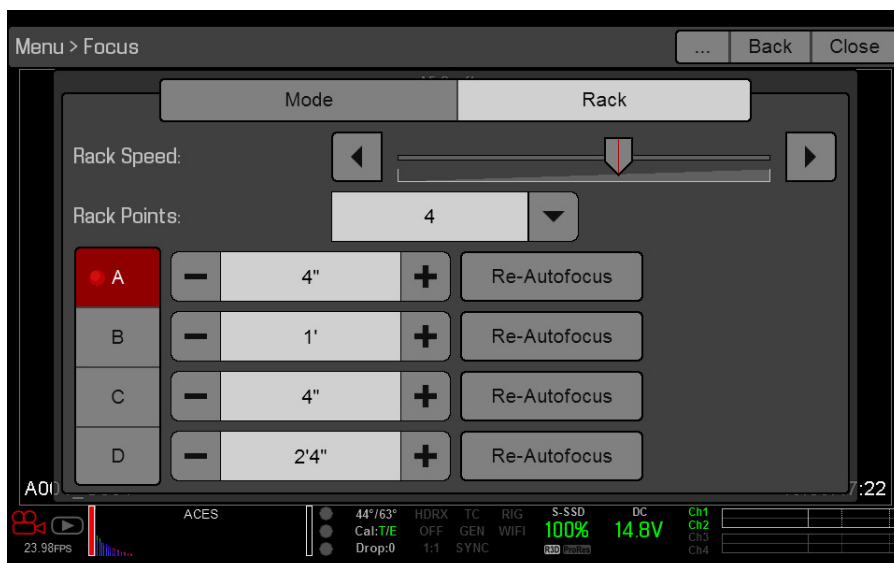 Menu > Focus ... Back Close
Mode Rack
Rack Speed:
Rack Points: 4
A 4" Re-Autofocus
B 1' Re-Autofocus
C 4" Re-Autofocus
D 2'4" Re-Autofocus
:22
ACES 44°/63° HDRX TC RIG S-SSD DC Ch1
Cal:T/E OFF GEN WIFI 100% 14.8V Ch2
23.98FPS Drop:0 1:1 SYNC R3D ProRes Ch3
Ch4